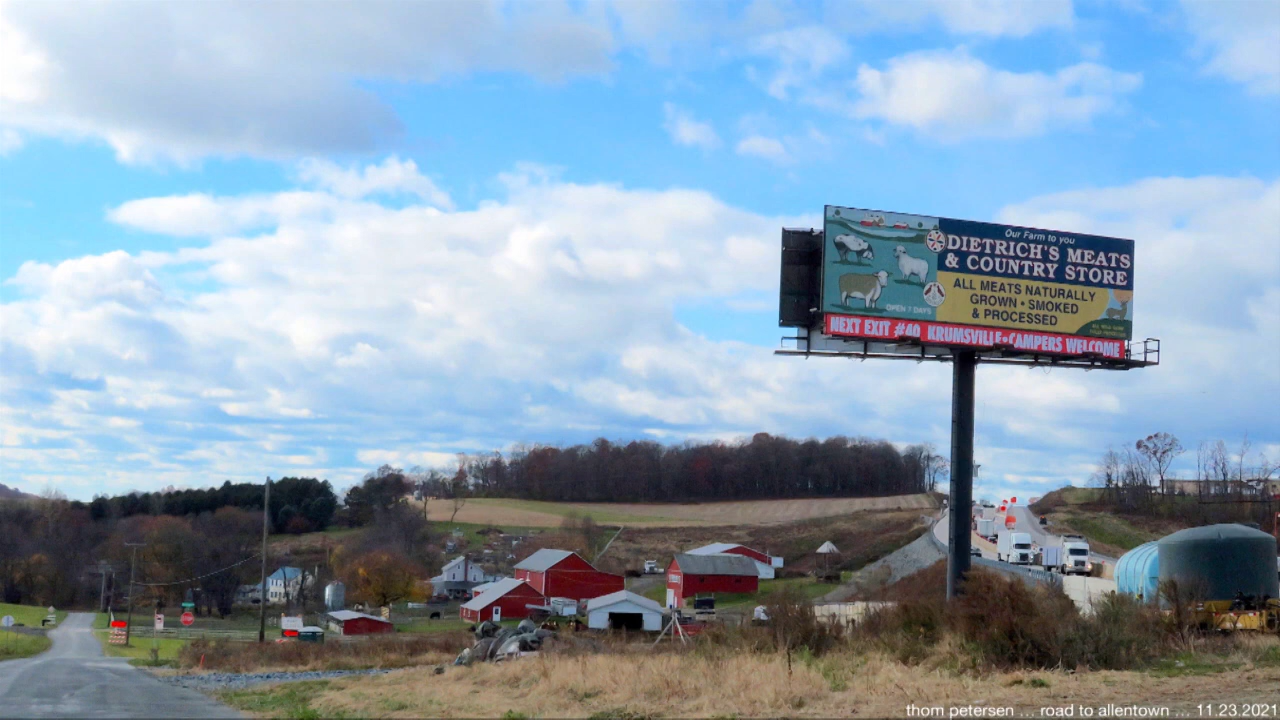 Our Farm to you
DIETRICH'S MEATS
& COUNTRY STORE
ALL MEATS NATURALLY
GROWN • SMOKED
& PROCESSED
OPEN 7 DAYS
NEXT EXIT #40 KRUMSVILLE•CAMPERS WELCOME
thom petersen ... road to allentown ... 11.23.2021